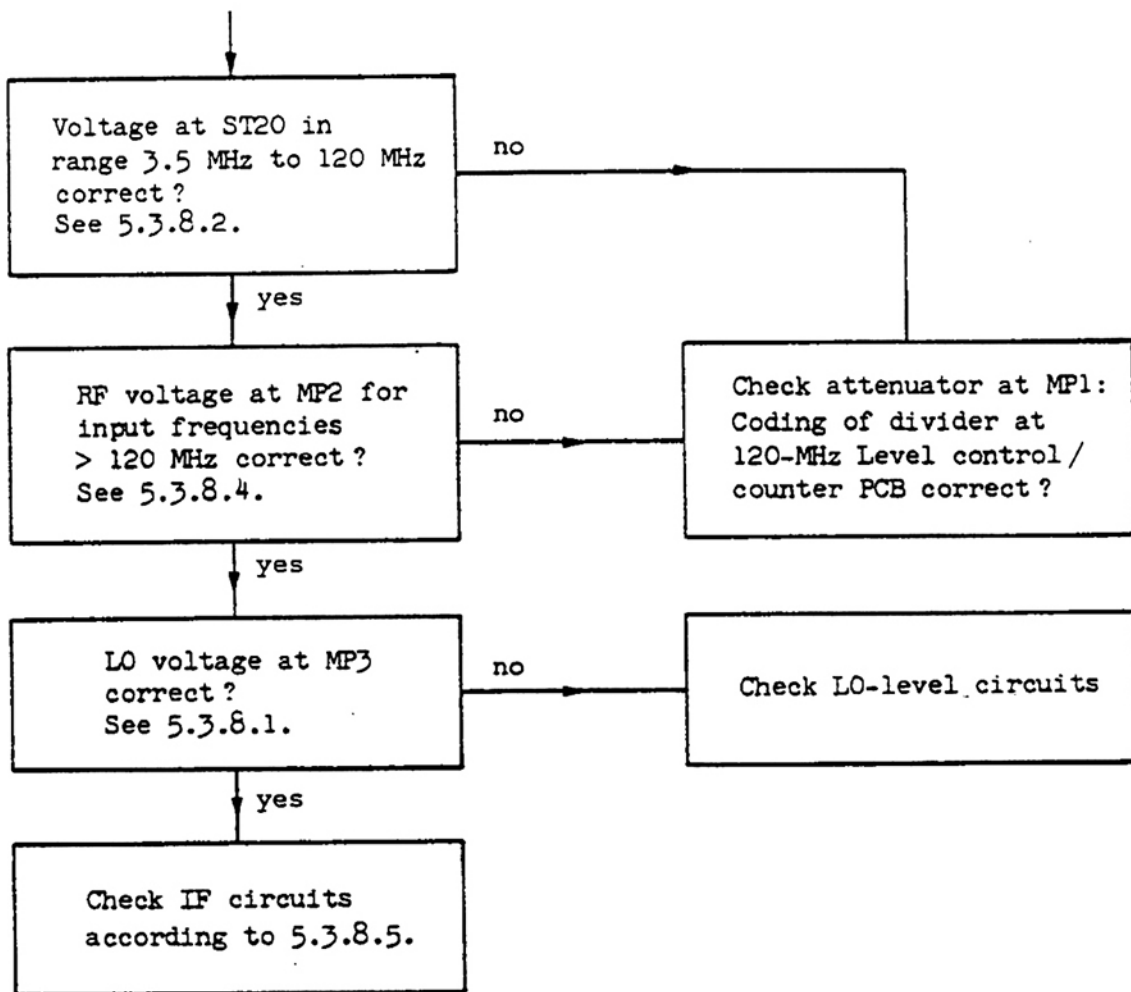 Voltage at ST20 in
range 3.5 MHz to 120 MHz
correct?
See 5.3.8.2.
no
yes
RF voltage at MP2 for
input frequencies
> 120 MHz correct?
See 5.3.8.4.
no
Check attenuator at MP1:
Coding of divider at
120-MHz Level control/
counter PCB correct?
yes
LO voltage at MP3
correct?
See 5.3.8.1.
no
Check LO-level circuits
yes
Check IF circuits
according to 5.3.8.5.